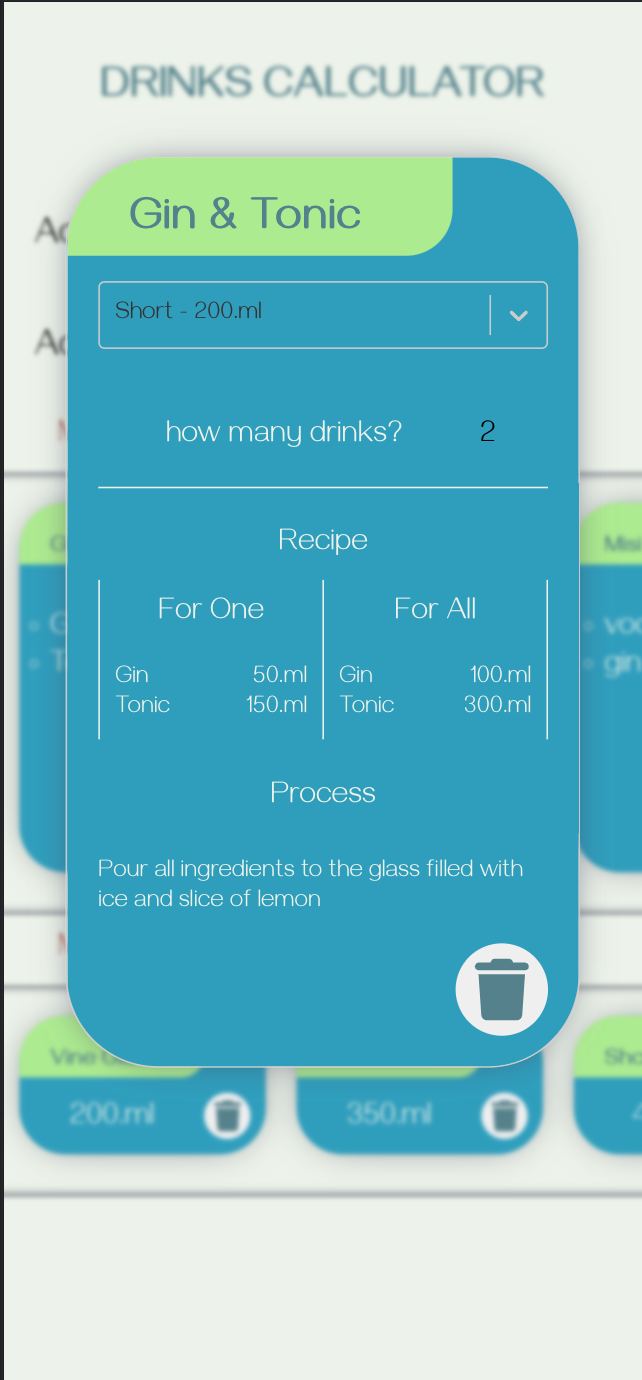 DRINKS CALCULATOR
Gin & Tonic
Short - 200.ml
how many drinks? 2
Recipe
For One For All
Gin 50.ml Gin 100.ml
Tonic 150.ml Tonic 300.ml
Process
Pour all ingredients to the glass filled with
ice and slice of lemon
200.ml 350.ml